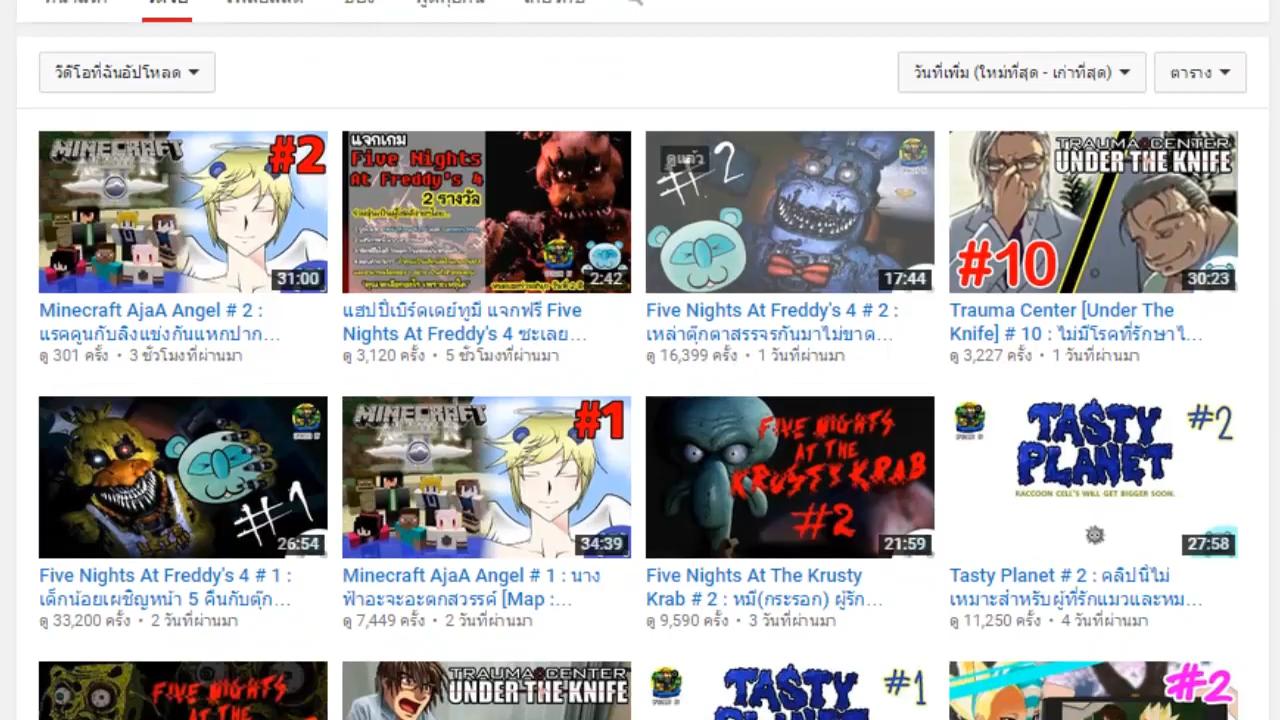 วิดีโอที่ฉันอัปโหลด
วันที่เพิ่ม (ใหม่ที่สุด - เก่าที่สุด)
ตาราง
MINECRAFT
#2
31:00
แจกเกม
Five Nights
At Freddy's 4
2 รางวัล
2:42
ดูแล้ว
#2
17:44
TRAUMA CENTER
UNDER THE KNIFE
#10
30:23
Minecraft AjaA Angel # 2 :
แรคคูนกับลิงแข่งกันแหกปาก...
ดู 301 ครั้ง • 3 ชั่วโมงที่ผ่านมา
แฮปปี้เบิร์ดเดย์ทูมี แจกฟรี Five
Nights At Freddy's 4 ซะเลย...
ดู 3,120 ครั้ง • 5 ชั่วโมงที่ผ่านมา
Five Nights At Freddy's 4 # 2 :
เหล่าตุ๊กตาสรรจรกันมาไม่ขาด...
ดู 16,399 ครั้ง • 1 วันที่ผ่านมา
Trauma Center [Under The
Knife] # 10 : ไม่มีโรคที่รักษาไ...
ดู 3,227 ครั้ง • 1 วันที่ผ่านมา
#1
26:54
MINECRAFT
#1
34:39
FIVE NIGHTS
AT THE
KRUSTY KRAB
#2
21:59
TASTY
PLANET
#2
RACCOON CELL'S WILL GET BIGGER SOON.
27:58
Five Nights At Freddy's 4 # 1 :
เด็กน้อยเผชิญหน้า 5 คืนกับตุ๊ก...
ดู 33,200 ครั้ง • 2 วันที่ผ่านมา
Minecraft AjaA Angel # 1 : นาง
ฟ้าอะจะอะตกสวรรค์ [Map :...
ดู 7,449 ครั้ง • 2 วันที่ผ่านมา
Five Nights At The Krusty
Krab # 2 : หมี(กระรอก) ผู้รัก...
ดู 9,590 ครั้ง • 3 วันที่ผ่านมา
Tasty Planet # 2 : คลิปนี้ไม่
เหมาะสำหรับผู้ที่รักแมวและหม...
ดู 11,250 ครั้ง • 4 วันที่ผ่านมา
FIVE NIGHTS
AT THE
TRAUMA CENTER
UNDER THE KNIFE
TASTY
PLANET
#1
#2